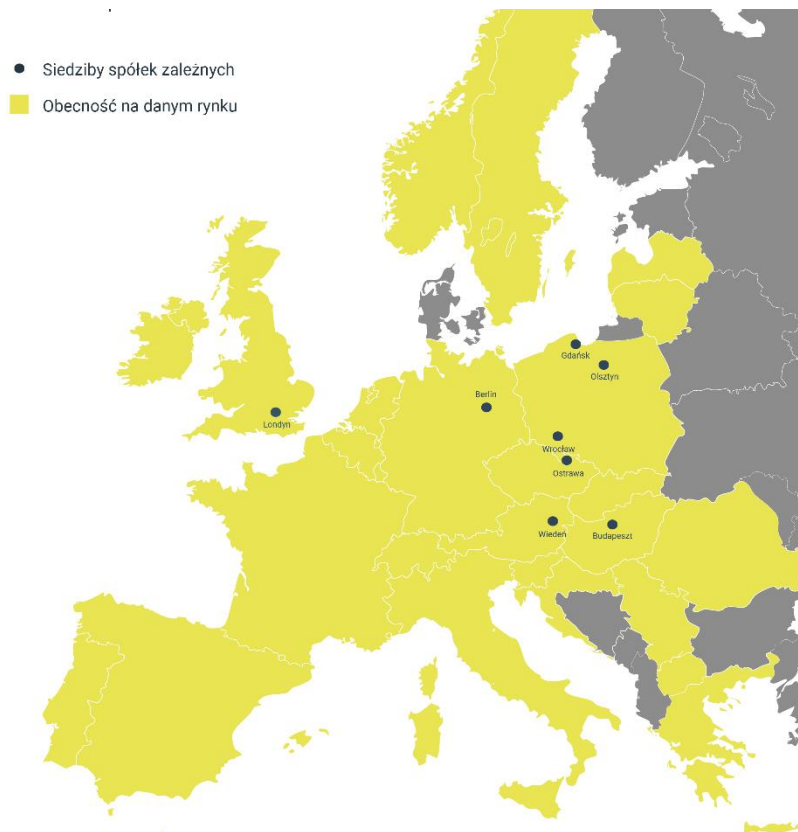 Siedziby spółek zależnych
Obecność na danym rynku
Gdańsk
Olsztyn
Berlin
Londyn
Wrocław
Ostrawa
Wiedeń
Budapeszt